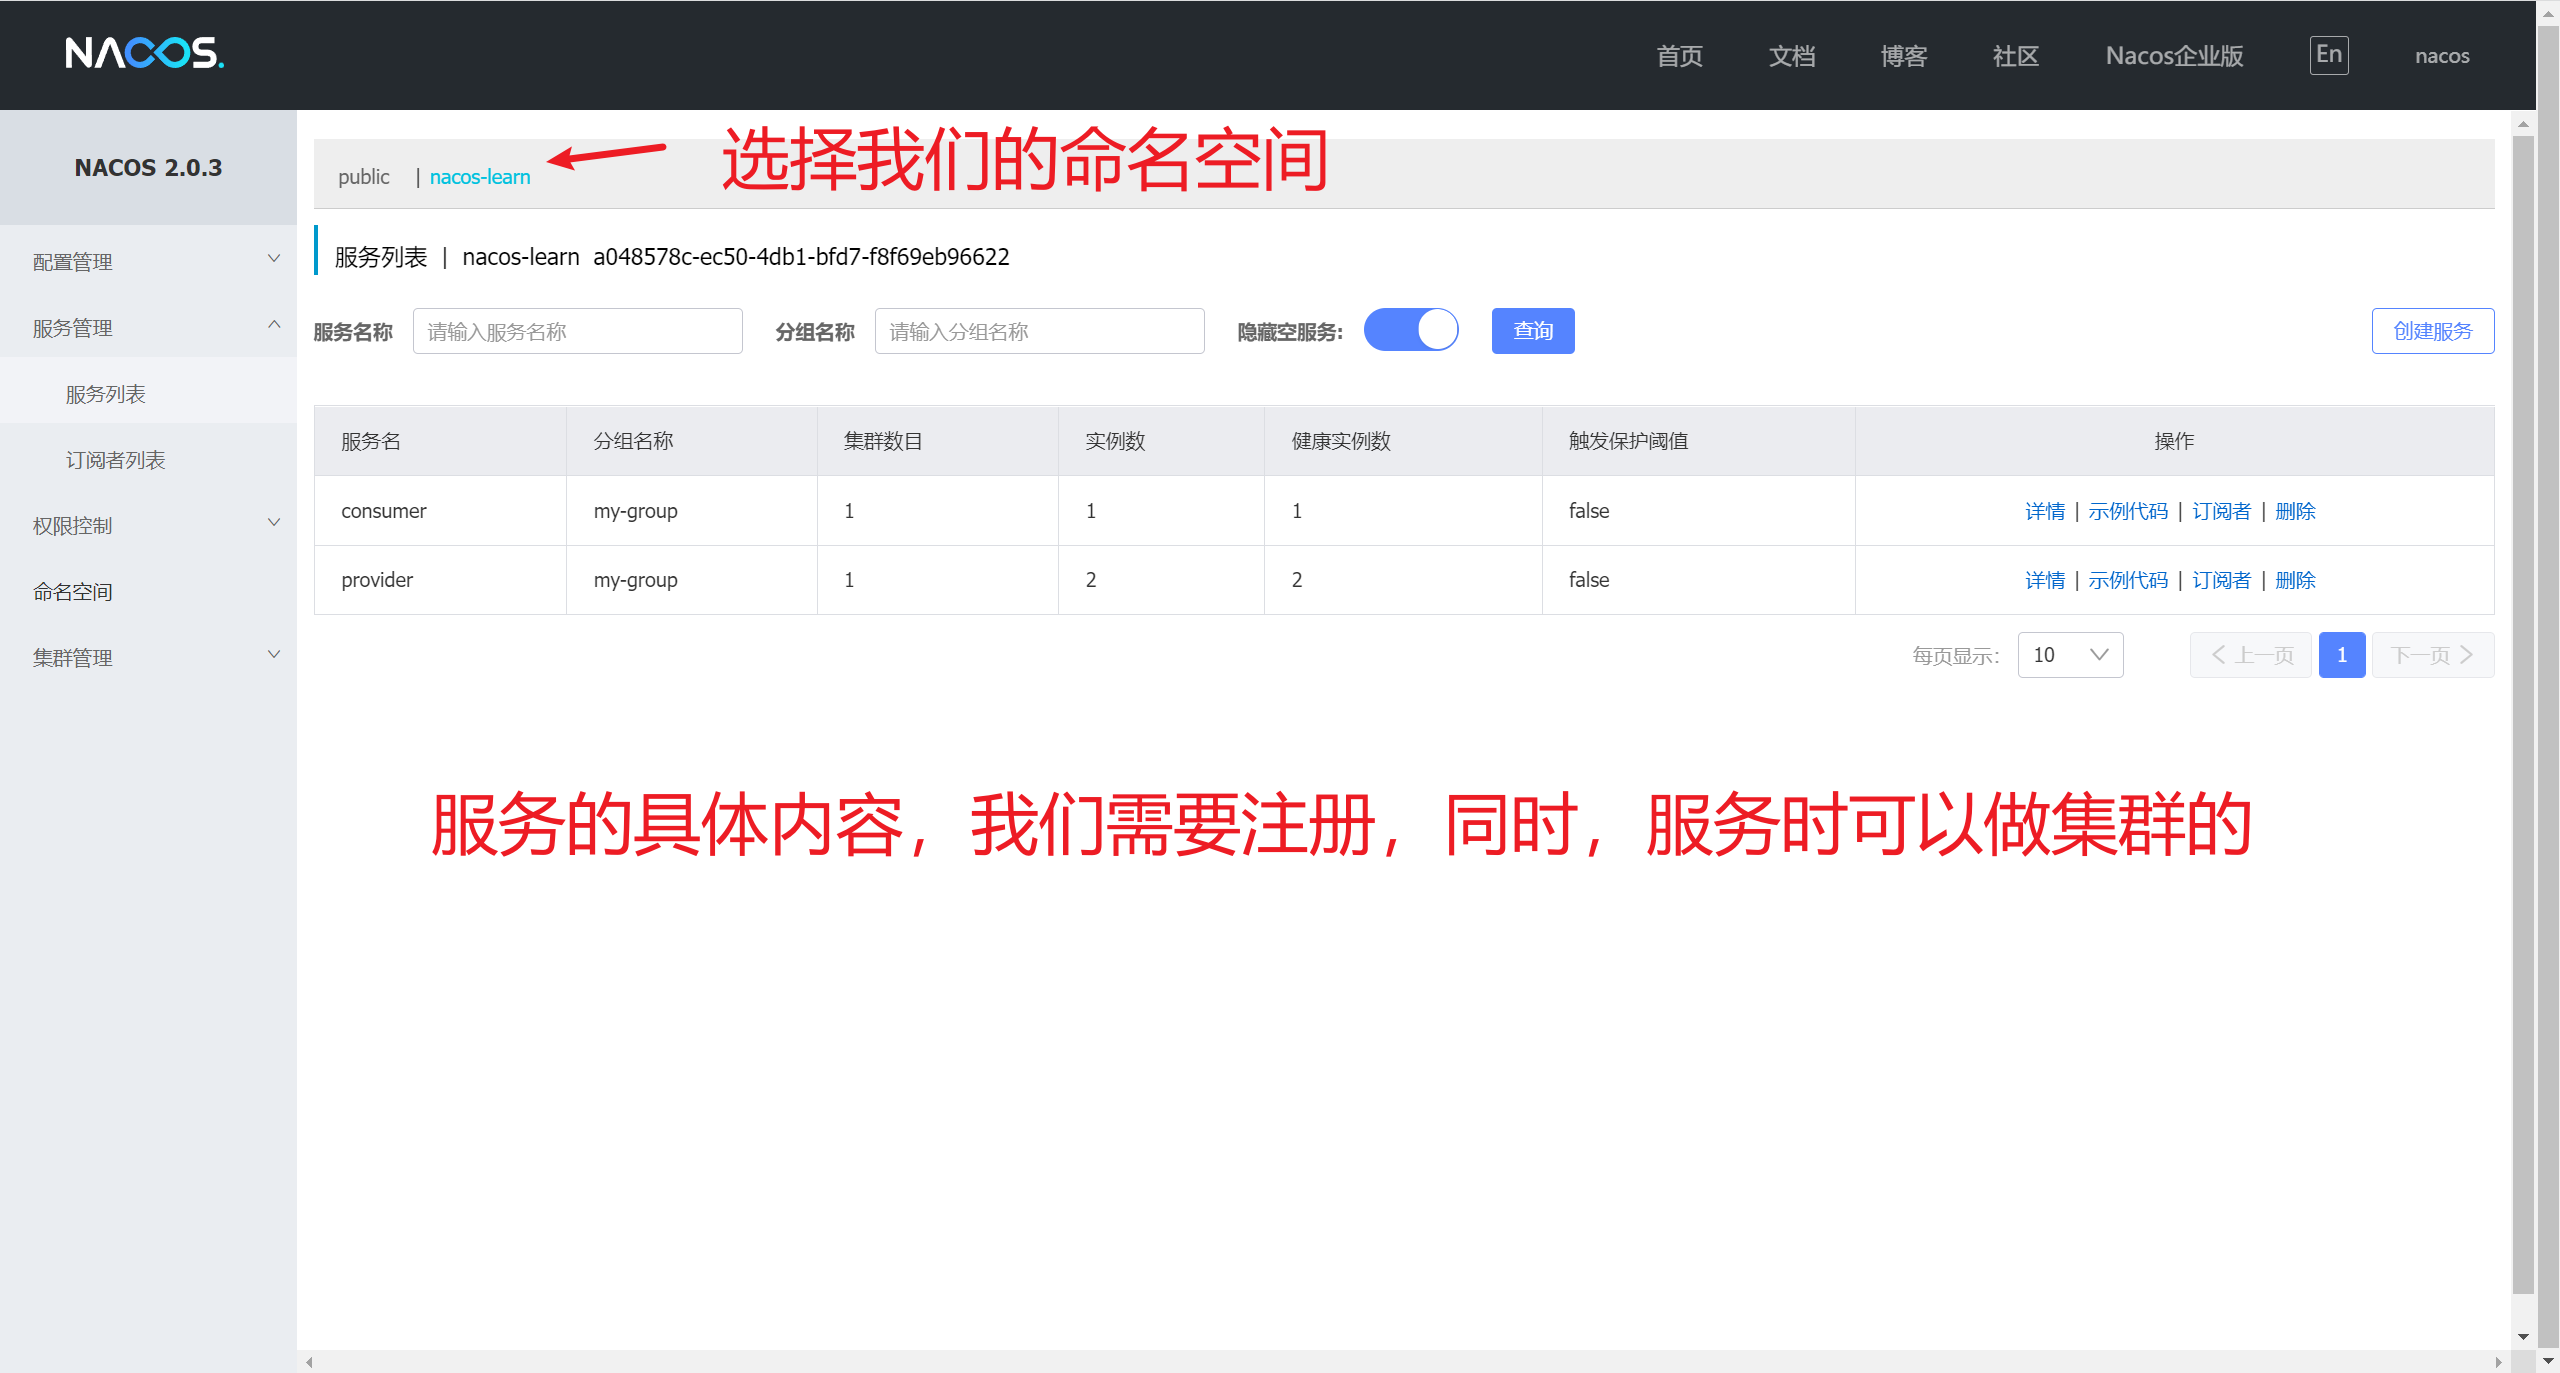 NACOS.
首页 文档 博客 社区 Nacos企业版 En nacos
NACOS 2.0.3
配置管理
服务管理
服务列表
订阅者列表
权限控制
命名空间
集群管理
public | nacos-learn
选择我们的命名空间
服务列表 | nacos-learn a048578c-ec50-4db1-bfd7-f8f69eb96622
服务名称 请输入服务名称 分组名称 请输入分组名称 隐藏空服务: 查询 创建服务
服务名 分组名称 集群数目 实例数 健康实例数 触发保护阈值 操作
consumer my-group 1 1 1 false 详情 | 示例代码 | 订阅者 | 删除
provider my-group 1 2 2 false 详情 | 示例代码 | 订阅者 | 删除
每页显示: 10 上一页 1 下一页
服务的具体内容，我们需要注册，同时，服务时可以做集群的